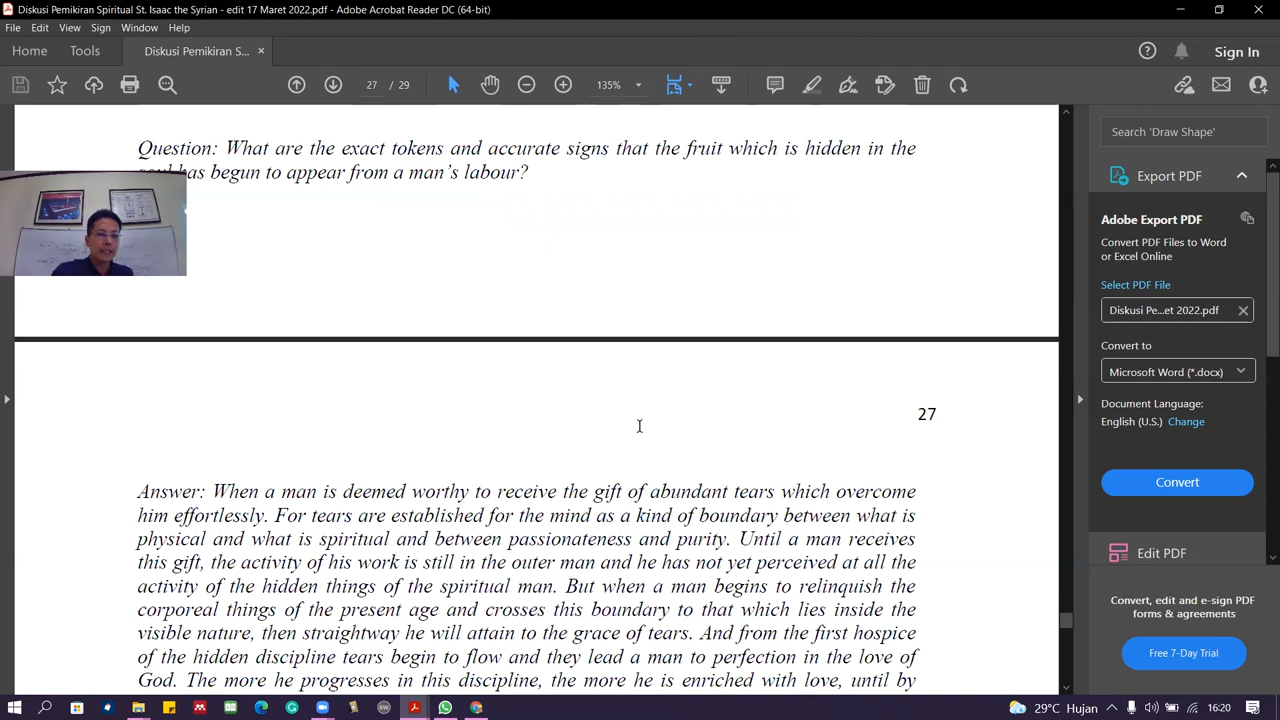 Diskusi Pemikiran Spiritual St. Isaac the Syrian - edit 17 Maret 2022.pdf - Adobe Acrobat Reader DC (64-bit)
File Edit View Sign Window Help
Home Tools Diskusi Pemikiran S... Sign In
27 / 29 135%
Question: What are the exact tokens and accurate signs that the fruit which is hidden in the
has begun to appear from a man's labour?
27
Answer: When a man is deemed worthy to receive the gift of abundant tears which overcome
him effortlessly. For tears are established for the mind as a kind of boundary between what is
physical and what is spiritual and between passionateness and purity. Until a man receives
this gift, the activity of his work is still in the outer man and he has not yet perceived at all the
activity of the hidden things of the spiritual man. But when a man begins to relinquish the
corporeal things of the present age and crosses this boundary to that which lies inside the
visible nature, then straightway he will attain to the grace of tears. And from the first hospice
of the hidden discipline tears begin to flow and they lead a man to perfection in the love of
God. The more he progresses in this discipline, the more he is enriched with love, until by
Search 'Draw Shape'
Export PDF
Adobe Export PDF
Convert PDF Files to Word
or Excel Online
Select PDF File
Diskusi Pe...et 2022.pdf
Convert to
Microsoft Word (*.docx)
Document Language:
English (U.S.) Change
Convert
Edit PDF
Convert, edit and e-sign PDF
forms & agreements
Free 7-Day Trial
29°C Hujan 16:20